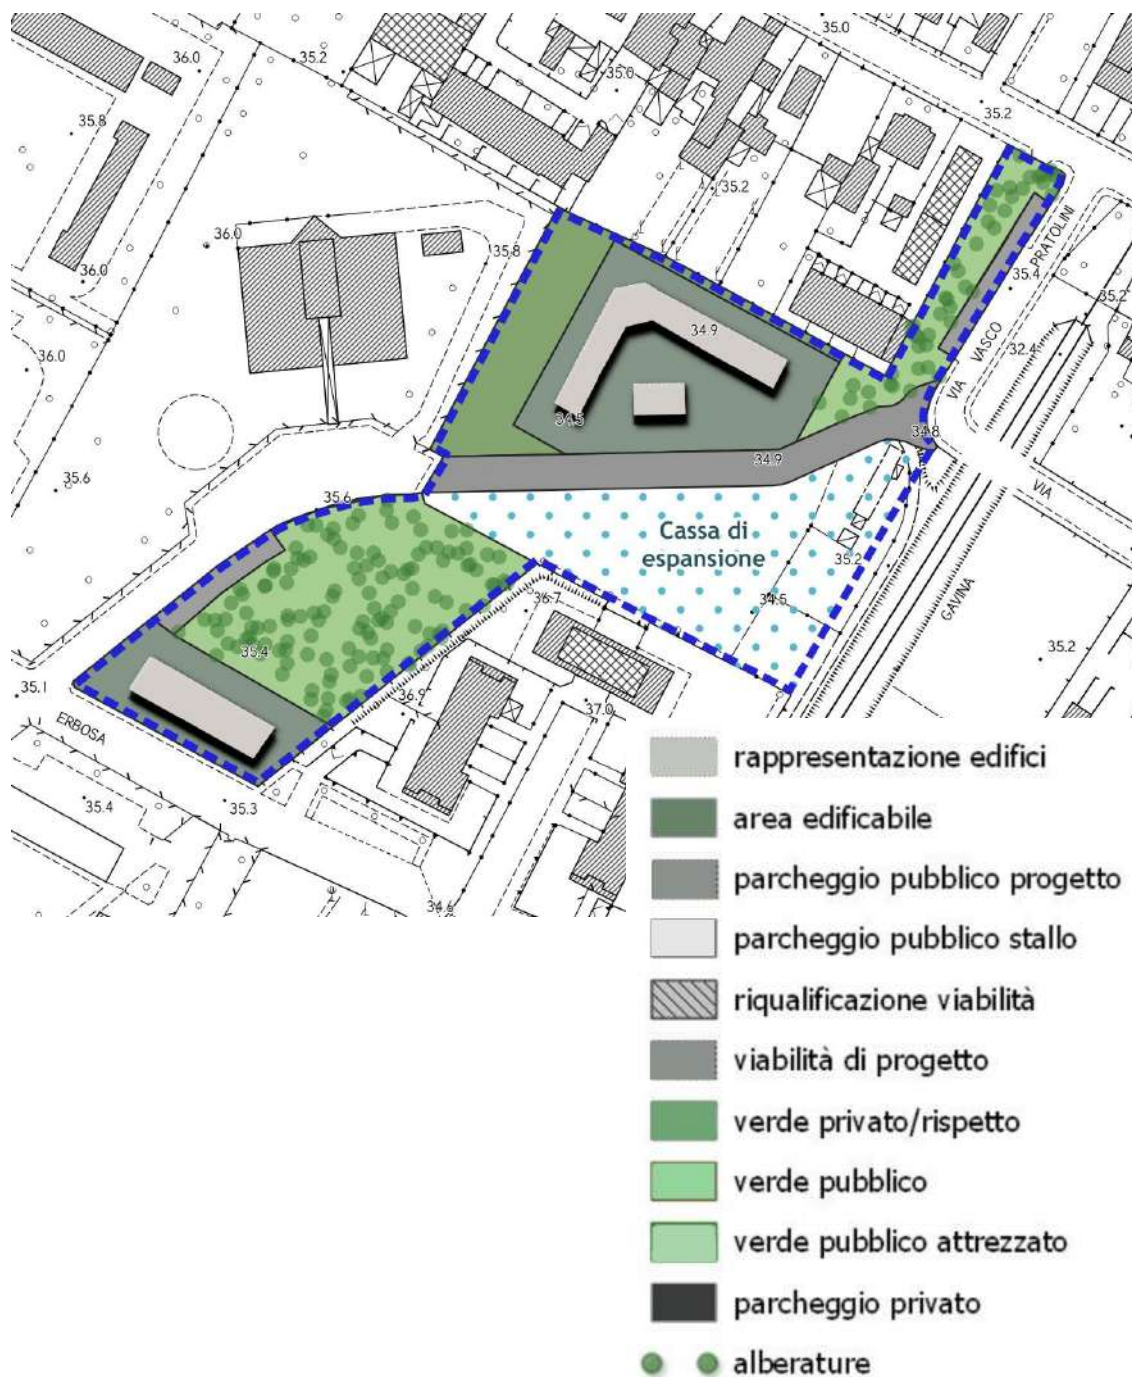 35.0
36.0
35.2
35.0
35.8
35.2
35.2
36.0
35.8
PRATOLINI
36.0
35.4
35.2
34.9
VASCO
32.4
36.0
VIA
34.5
34.8
34.9
35.6
35.6
VIA
Cassa di
espansione
35.2
GAVINA
34.5
36.7
35.4
35.2
35.1
36.9
37.0
ERBOSA
35.4
35.3
34.6
rappresentazione edifici
area edificabile
parcheggio pubblico progetto
parcheggio pubblico stallo
riqualificazione viabilità
viabilità di progetto
verde privato/rispetto
verde pubblico
verde pubblico attrezzato
parcheggio privato
alberature